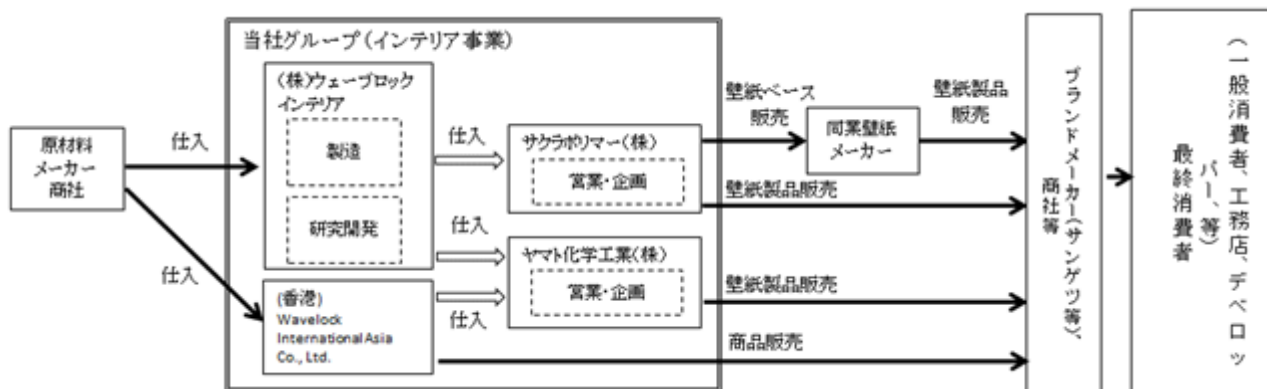 当社グループ(インテリア事業)
原材料
メーカー
商社
仕入
仕入
(株)ウェーブロック
インテリア
製造
研究開発
(香港)
Wavelock
International Asia
Co., Ltd.
仕入
仕入
仕入
サクラポリマー(株)
営業・企画
ヤマト化学工業(株)
営業・企画
壁紙ベース
販売
同業壁紙
メーカー
壁紙製品
販売
壁紙製品販売
壁紙製品販売
商品販売
ブランドメーカー(サンゲツ等)、
商社等
(一般消費者、工務店、デベロッ
パー、等)
最終消費者